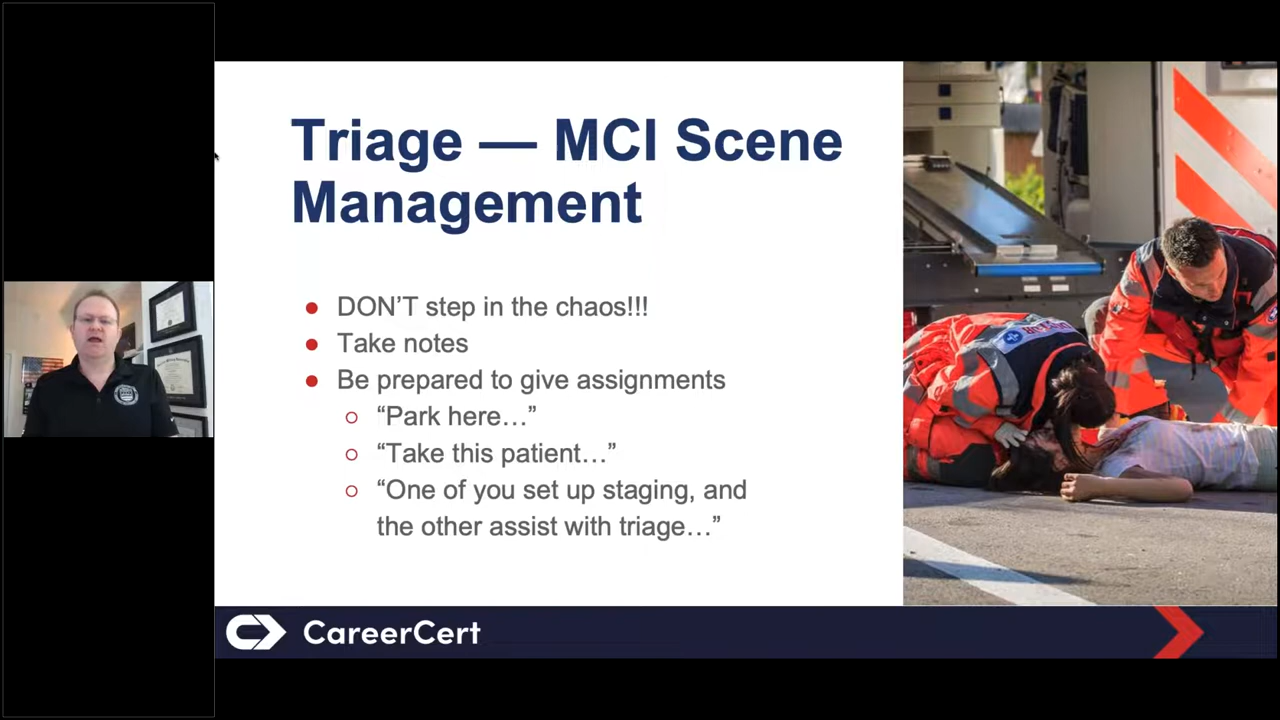 Triage — MCI Scene
Management
● DON’T step in the chaos!!!
● Take notes
● Be prepared to give assignments
○ “Park here…”
○ “Take this patient…”
○ “One of you set up staging, and
the other assist with triage…”
CareerCert